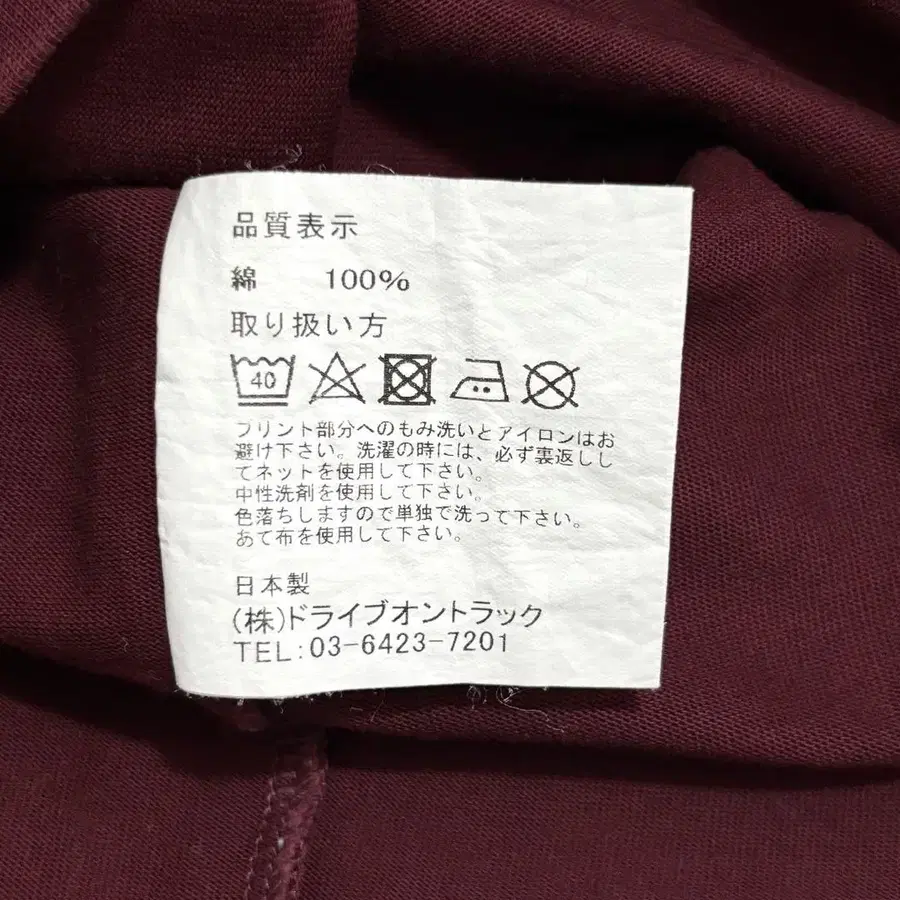 品質表示
綿 100%
取り扱い方
40
プリント部分へのもみ洗いとアイロンはお
避け下さい。洗濯の時には、必ず裏返しし
てネットを使用して下さい。
中性洗剤を使用して下さい。
色落ちしますので単独で洗って下さい。
あて布を使用して下さい。
日本製
(株)ドライブオントラック
TEL:03-6423-7201